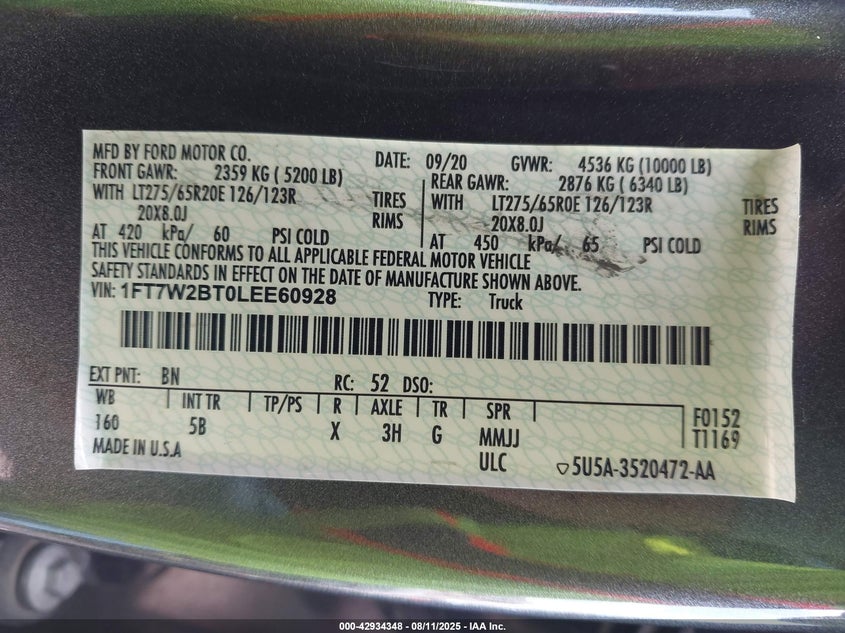 MFD BY FORD MOTOR CO. DATE: 09/20 GVWR: 4536 KG (10000 LB)
FRONT GAWR: 2359 KG ( 5200 LB) REAR GAWR: 2876 KG ( 6340 LB)
WITH LT275/65R20E 126/123R TIRES WITH LT275/65R0E 126/123R TIRES
20X8.0J RIMS 20X8.0J RIMS
AT 420 kPa/ 60 PSI COLD AT 450 kPa/ 65 PSI COLD
THIS VEHICLE CONFORMS TO ALL APPLICABLE FEDERAL MOTOR VEHICLE
SAFETY STANDARDS IN EFFECT ON THE DATE OF MANUFACTURE SHOWN ABOVE.
VIN: 1FT7W2BT0LEE60928 TYPE: Truck
EXT PNT: BN RC: 52 DSO:
WB INT TR TP/PS R AXLE TR SPR F0152
160 5B X 3H G MMJJ T1169
MADE IN U.S.A ULC 5U5A-3520472-AA
000-42934348 - 08/11/2025 - IAA Inc.